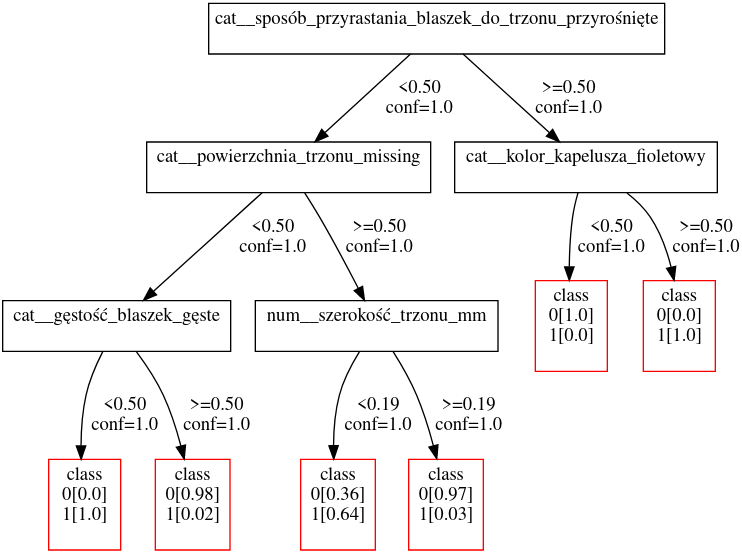 cat__sposób_przyrastania_blaszek_do_trzonu_przyrośnięte
<0.50
conf=1.0
>=0.50
conf=1.0
cat__powierzchnia_trzonu_missing
cat__kolor_kapelusza_fioletowy
<0.50
conf=1.0
>=0.50
conf=1.0
<0.50
conf=1.0
>=0.50
conf=1.0
cat__gęstość_blaszek_gęste
num__szerokość_trzonu_mm
class
0[1.0]
1[0.0]
class
0[0.0]
1[1.0]
<0.50
conf=1.0
>=0.50
conf=1.0
<0.19
conf=1.0
>=0.19
conf=1.0
class
0[0.0]
1[1.0]
class
0[0.98]
1[0.02]
class
0[0.36]
1[0.64]
class
0[0.97]
1[0.03]